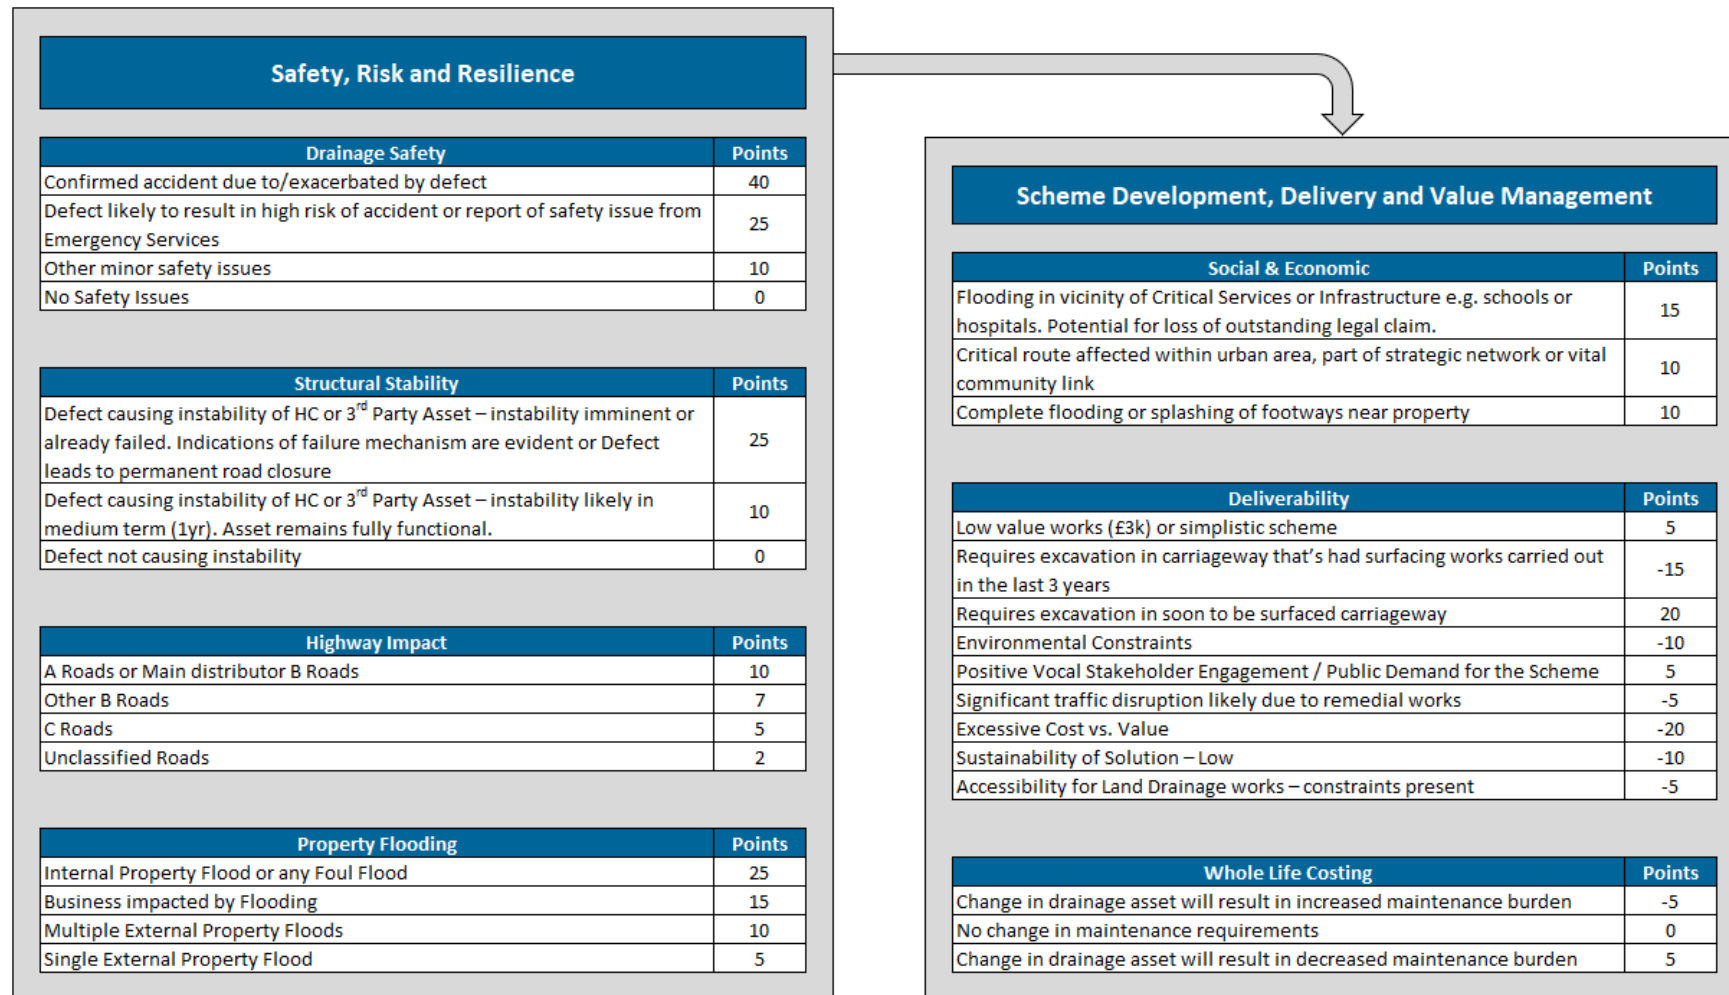 Safety, Risk and Resilience
Drainage Safety Points
Confirmed accident due to/exacerbated by defect 40
Defect likely to result in high risk of accident or report of safety issue from
Emergency Services 25
Other minor safety issues 10
No Safety Issues 0
Structural Stability Points
Defect causing instability of HC or 3rd Party Asset – instability imminent or
already failed. Indications of failure mechanism are evident or Defect 25
leads to permanent road closure
Defect causing instability of HC or 3rd Party Asset – instability likely in
medium term (1yr). Asset remains fully functional. 10
Defect not causing instability 0
Highway Impact Points
A Roads or Main distributor B Roads 10
Other B Roads 7
C Roads 5
Unclassified Roads 2
Property Flooding Points
Internal Property Flood or any Foul Flood 25
Business impacted by Flooding 15
Multiple External Property Floods 10
Single External Property Flood 5
Scheme Development, Delivery and Value Management
Social & Economic Points
Flooding in vicinity of Critical Services or Infrastructure e.g. schools or
hospitals. Potential for loss of outstanding legal claim. 15
Critical route affected within urban area, part of strategic network or vital
community link 10
Complete flooding or splashing of footways near property 10
Deliverability Points
Low value works (£3k) or simplistic scheme 5
Requires excavation in carriageway that's had surfacing works carried out
in the last 3 years -15
Requires excavation in soon to be surfaced carriageway 20
Environmental Constraints -10
Positive Vocal Stakeholder Engagement / Public Demand for the Scheme 5
Significant traffic disruption likely due to remedial works -5
Excessive Cost vs. Value -20
Sustainability of Solution – Low -10
Accessibility for Land Drainage works – constraints present -5
Whole Life Costing Points
Change in drainage asset will result in increased maintenance burden -5
No change in maintenance requirements 0
Change in drainage asset will result in decreased maintenance burden 5